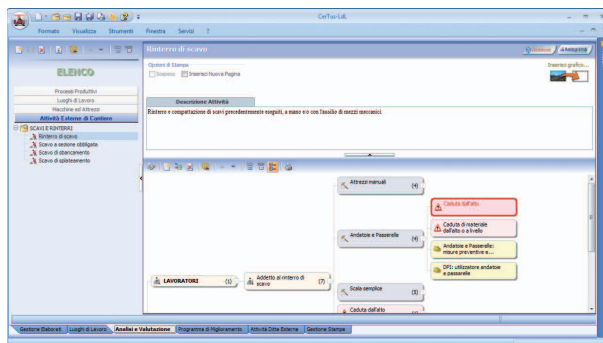 CerTus-LdL
Formato Visualizza Strumenti Finestra Servizi ?
Rinterro di scavo
Anteprima
ELENCO
Opzioni di Stampa
Inserisci Nuova Pagina
Inserisci grafico...
Processi Produttivi
Luoghi di Lavoro
Macchine ed Attrezzi
Attività Esterne di Cantiere
Descrizione Attività
Rinterro e compattazione di scavi precedentemente eseguiti, a mano e/o con l'ausilio di mezzi meccanici.
SCAVI E RINTERRI
Rinterro di scavo
Scavo a sezione obbligata
Scavo di sbancamento
Scavo di splateamento
Attrezzi manuali (4)
Caduta dall'alto
Caduta di materiale dall'alto o a livello
Andatoie e Passerelle (4)
Andatoie e Passerelle: misure preventive e...
DPI: utilizzatore andatoie e passerelle
LAVORATORI (1)
Addetto al rinterro di scavo (7)
Scala semplice
Caduta dall'alto
Gestione Elaborati Luoghi di Lavoro Analisi e Valutazione Programma di Miglioramento Attività Ditte Esterne Gestione Stampe